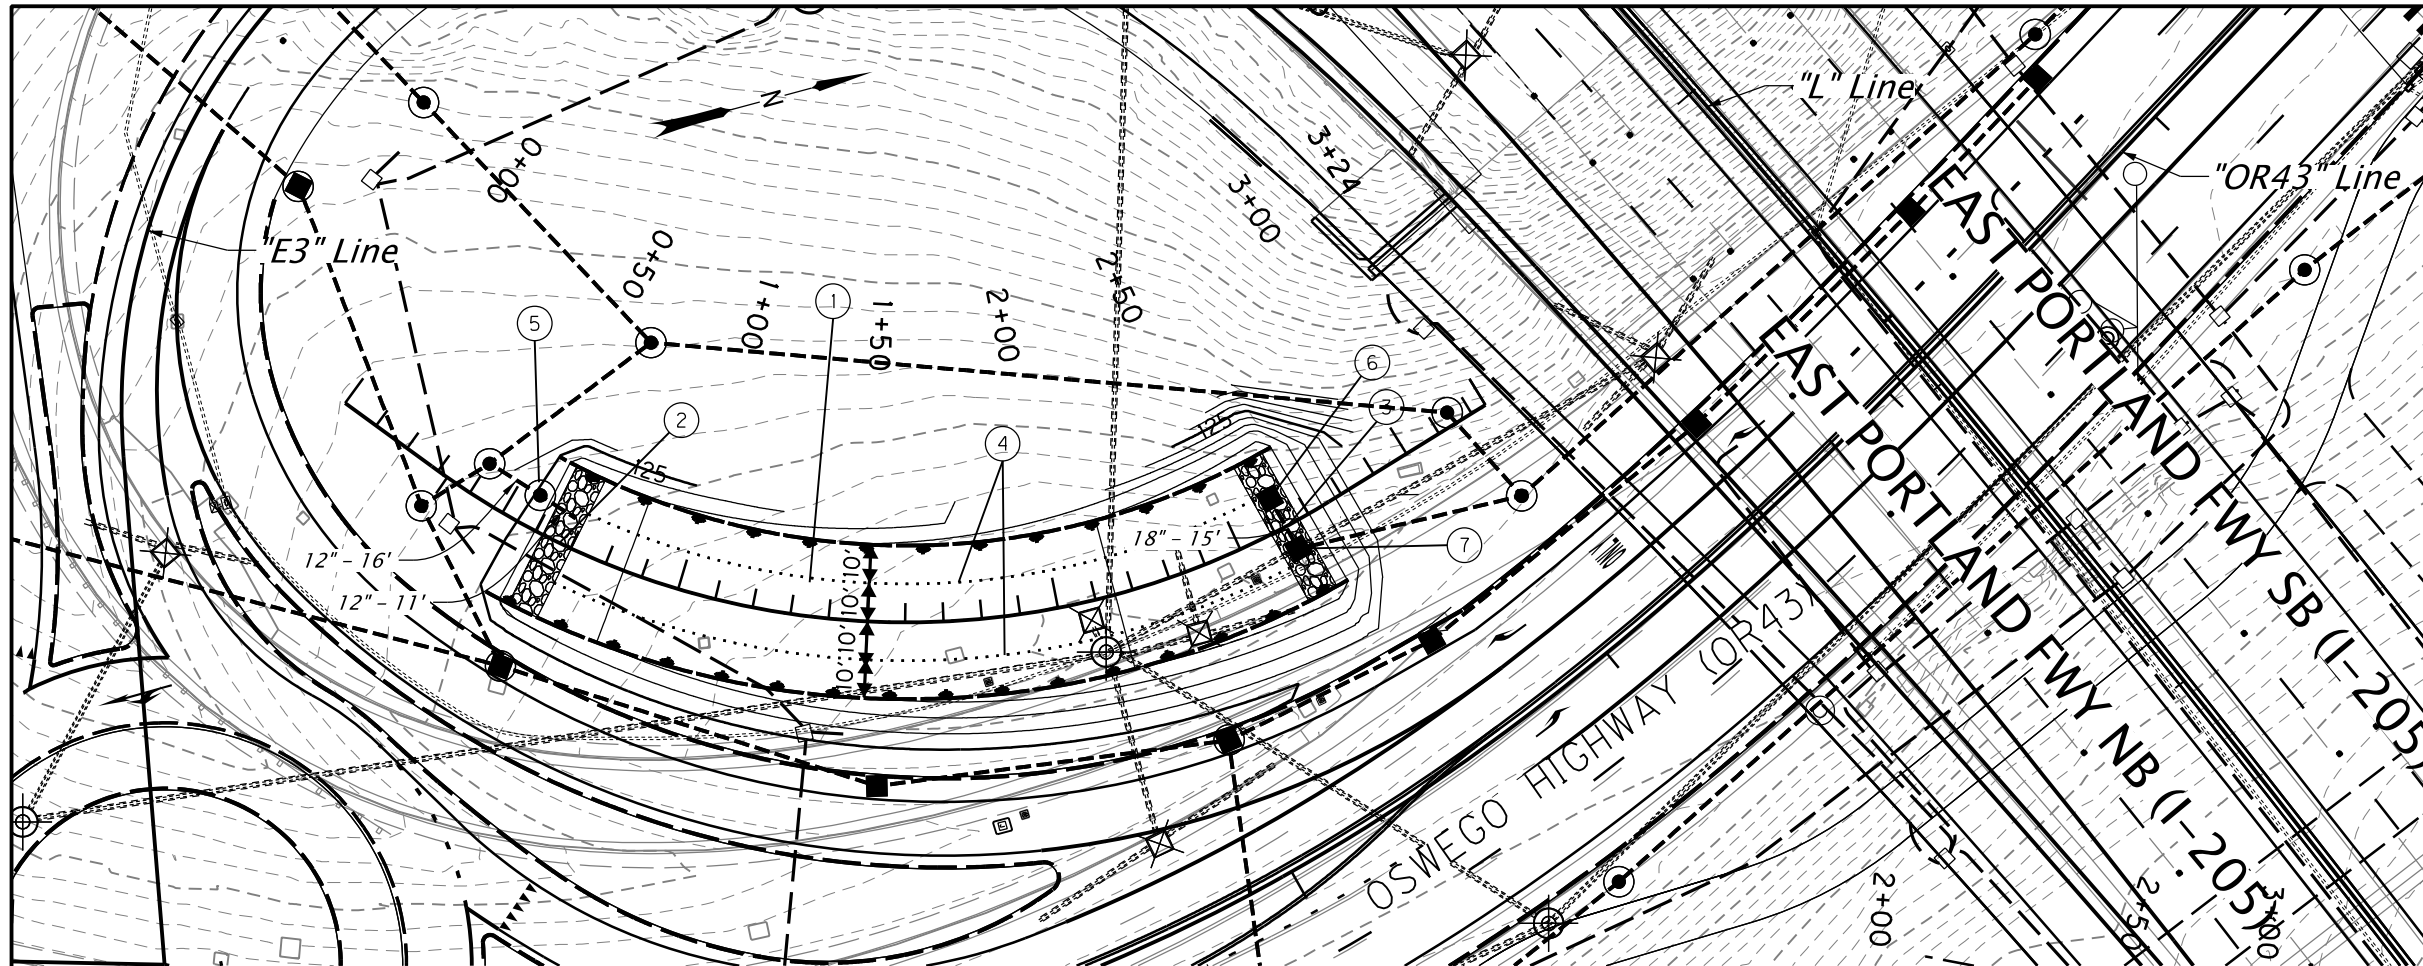 "L" Line
N
3+24
0+00
"OR43" Line
3+00
"E3" Line
0+50
2+50
1
1+00
1+50
2+00
5
6
2
3
4
125
125
EAST PORTLAND FWY SB (I-205)
EAST PORTLAND FWY NB (I-205)
12" - 16'
18" - 15'
7
12" - 11'
10'
10'
10'
10'
OSWEGO HIGHWAY (OR43)
2+00
2+50
3+00